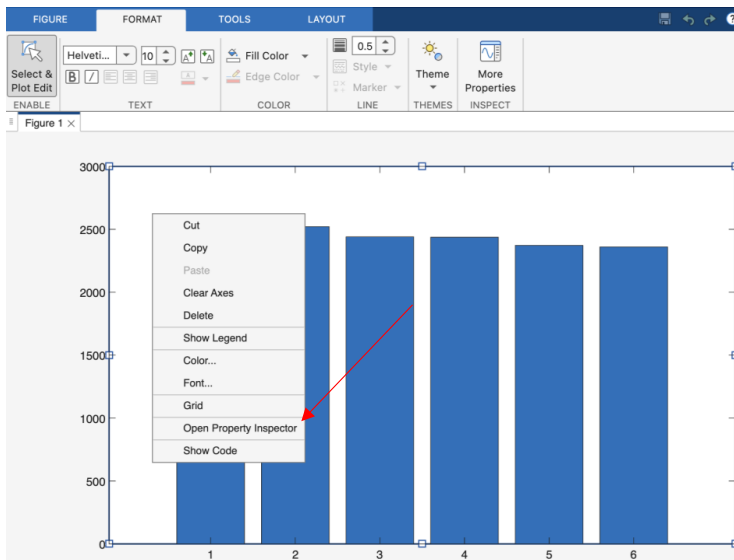 FIGURE FORMAT TOOLS LAYOUT
Helveti... 10 A A Fill Color 0.5
Select & Plot Edit B I A Edge Color Style Marker Theme More Properties
ENABLE TEXT COLOR LINE THEMES INSPECT
Figure 1
3000
2500
2000
1500
1000
500
0
Cut
Copy
Paste
Clear Axes
Delete
Show Legend
Color...
Font...
Grid
Open Property Inspector
Show Code
1 2 3 4 5 6